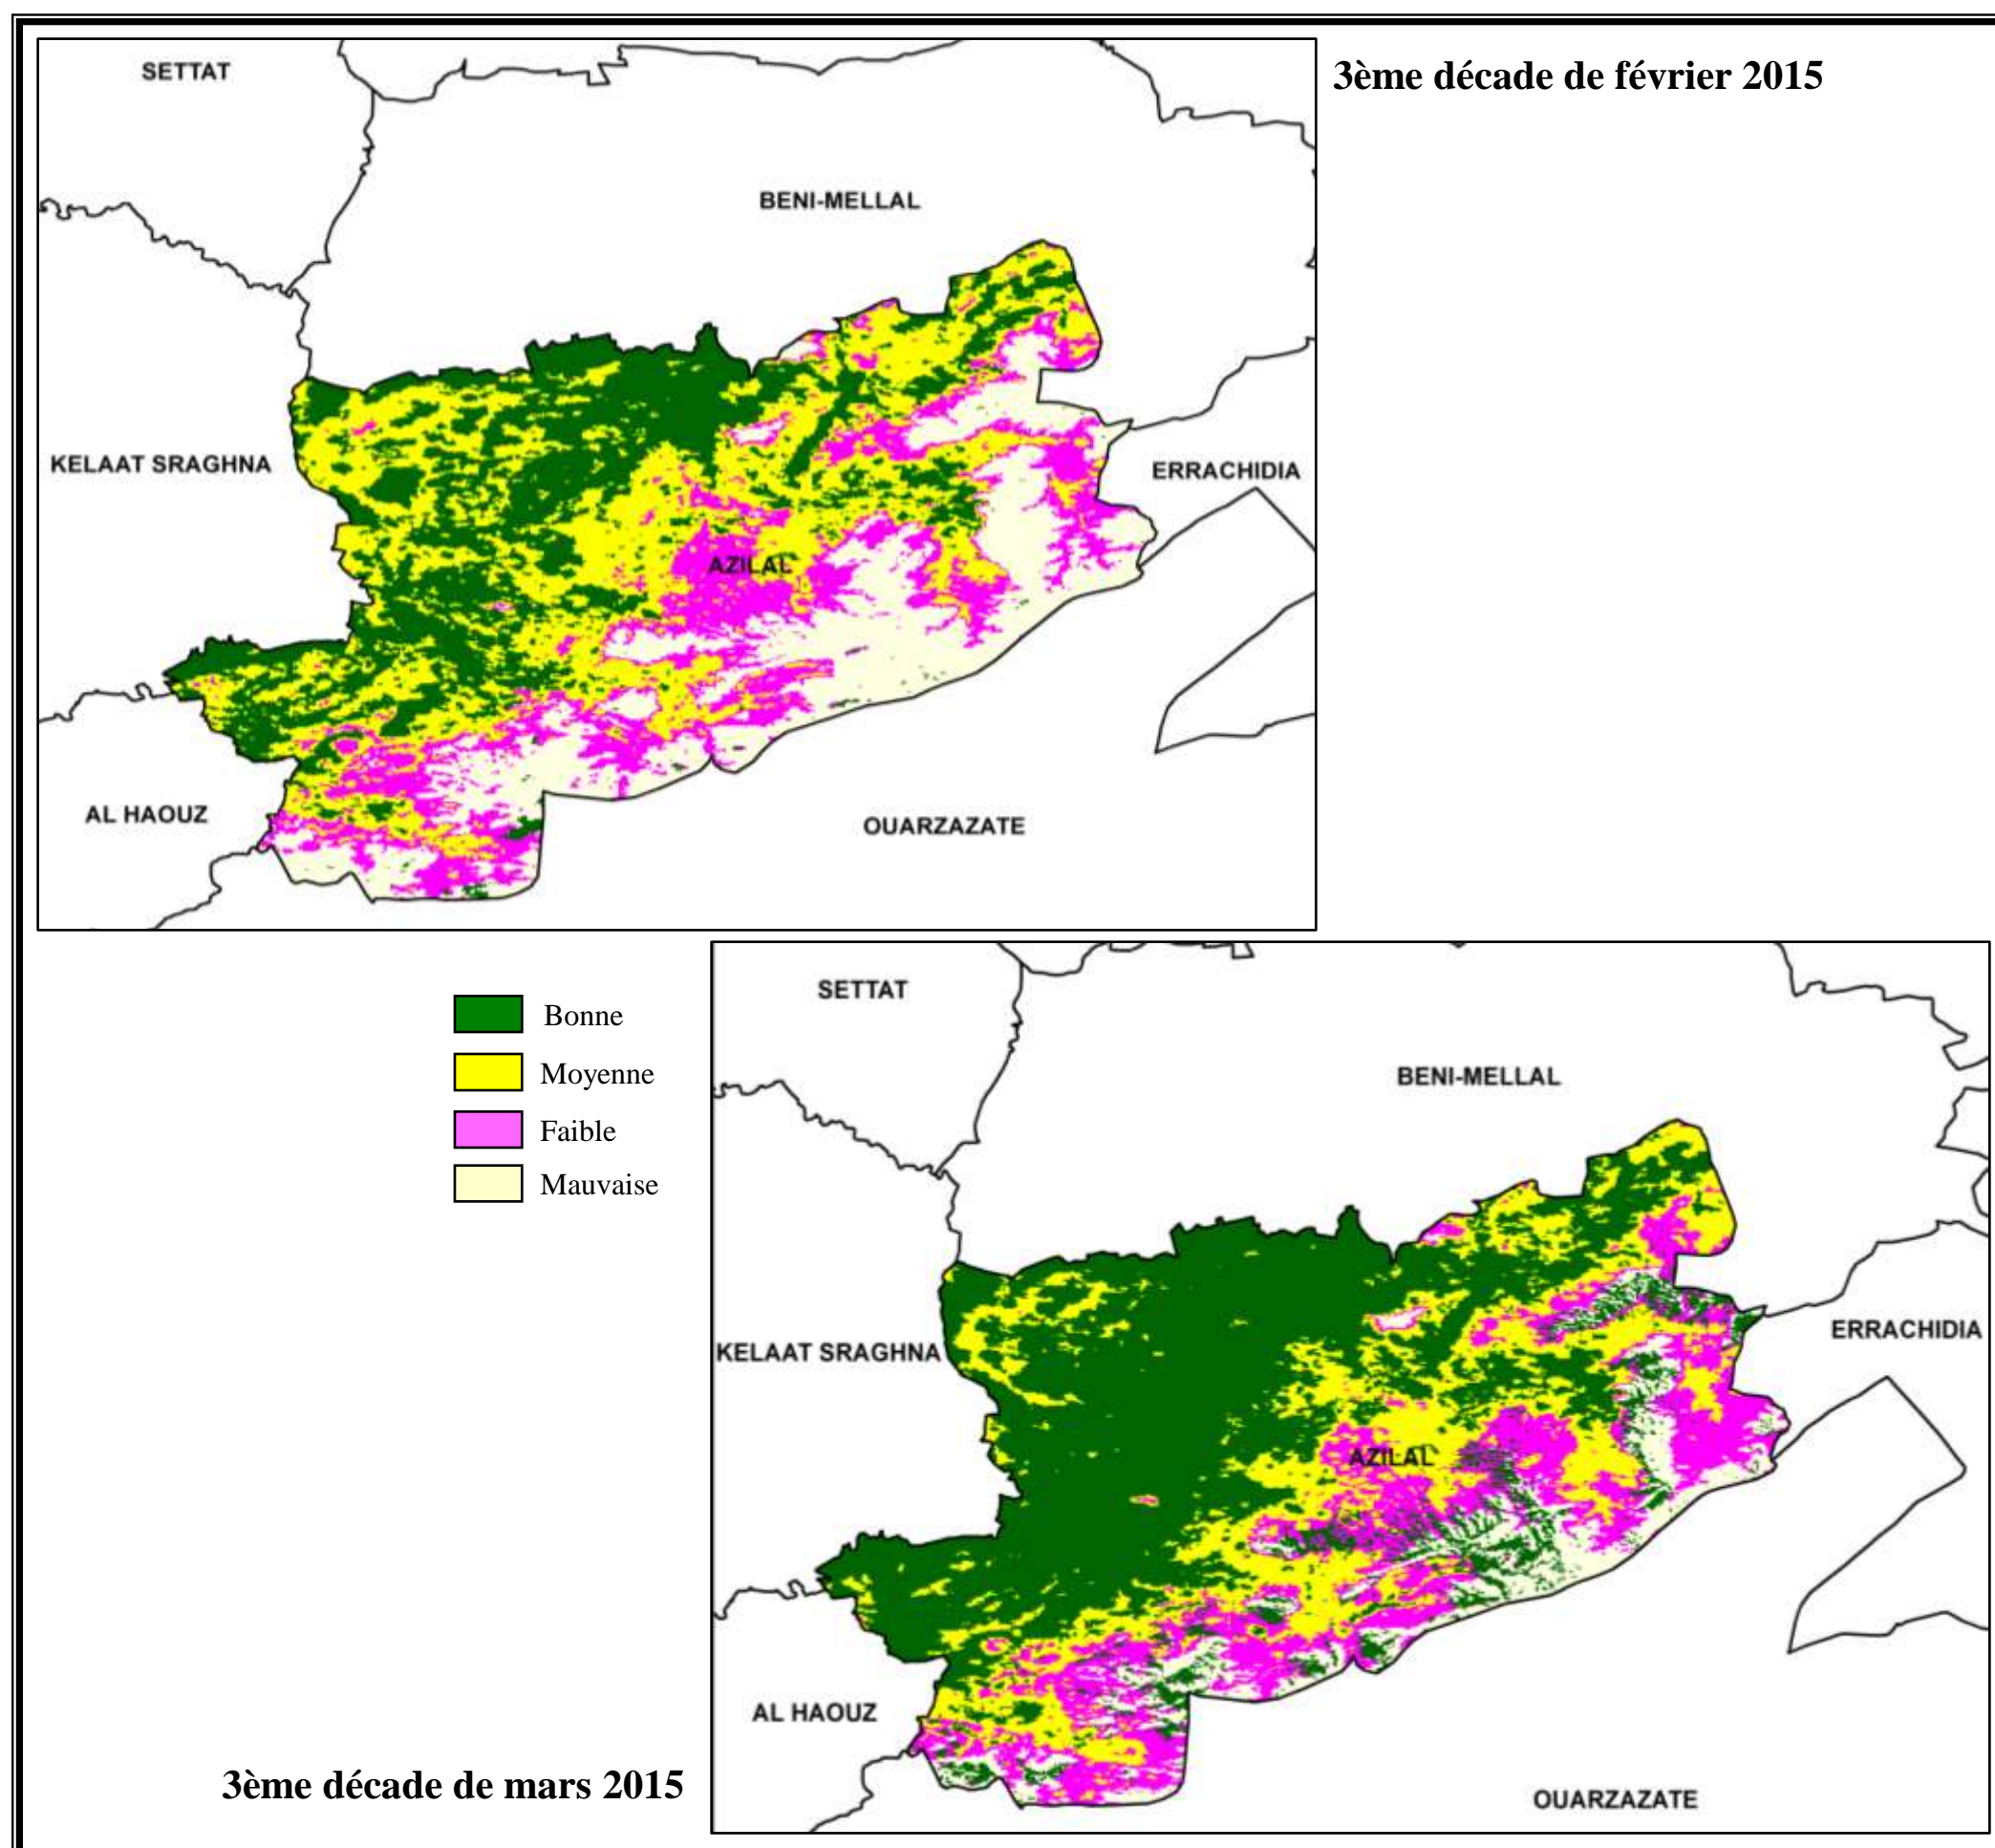 3ème décade de février 2015
SETTAT
BENI-MELLAL
KELAAT SRAGHNA
ERRACHIDIA
AZILAL
AL HAOUZ
OUARZAZATE
Bonne
Moyenne
Faible
Mauvaise
SETTAT
BENI-MELLAL
KELAAT SRAGHNA
ERRACHIDIA
AZILAL
AL HAOUZ
OUARZAZATE
3ème décade de mars 2015